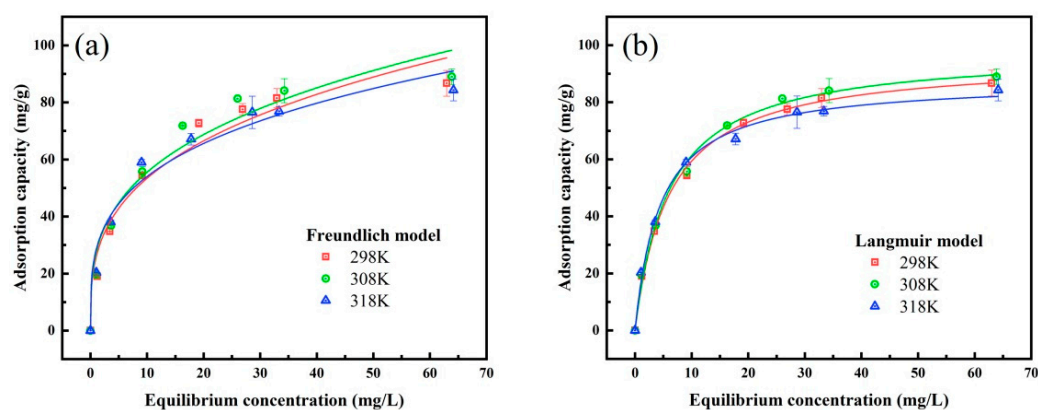 (a)
Adsorption capacity (mg/g)
100
80
60
40
20
0
Freundlich model
298K
308K
318K
0 10 20 30 40 50 60 70
Equilibrium concentration (mg/L)
(b)
Adsorption capacity (mg/g)
100
80
60
40
20
0
Langmuir model
298K
308K
318K
0 10 20 30 40 50 60 70
Equilibrium concentration (mg/L)